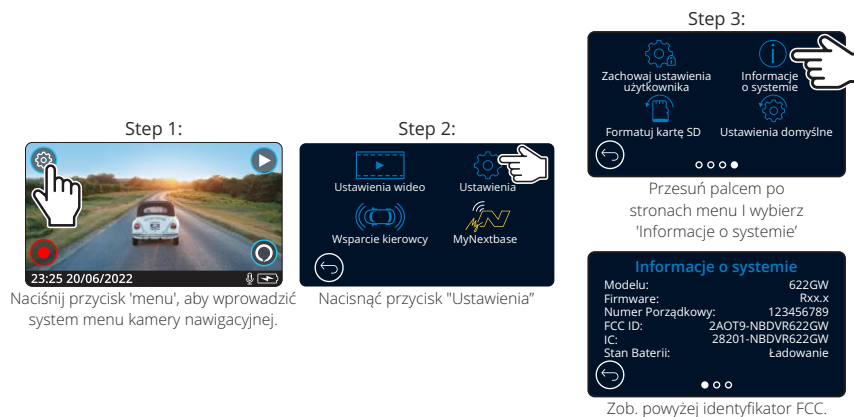 Step 1:
23:25 20/06/2022
Naciśnij przycisk 'menu', aby wprowadzić
system menu kamery nawigacyjnej.
Step 2:
Ustawienia wideo
Ustawienia
Wsparcie kierowcy
MyNextbase
Nacisnąć przycisk "Ustawienia”
Step 3:
Zachowaj ustawienia
użytkownika
Informacje
o systemie
Formatuj kartę SD
Ustawienia domyślne
Przesuń palcem po
stronach menu I wybierz
'Informacje o systemie’
Informacje o systemie
Modelu: 622GW
Firmware: Rxx.x
Numer Porządkowy: 123456789
FCC ID: 2AOT9-NBDVR622GW
IC: 28201-NBDVR622GW
Stan Baterii: Ładowanie
Zob. powyżej identyfikator FCC.